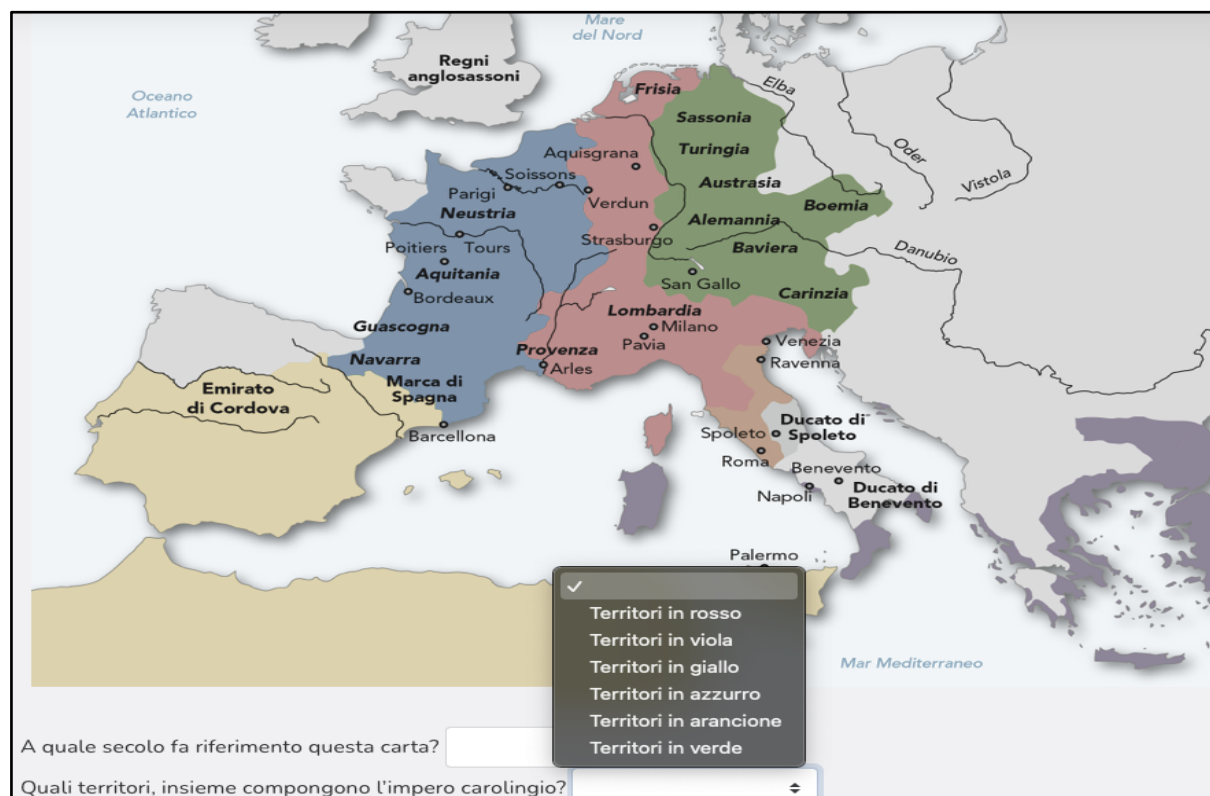 Mare
del Nord
Regni
anglosassoni
Oceano
Atlantico
Frisia
Elba
Sassonia
Oder
Turingia
Aquisgrana
Vistola
Soissons
Austrasia
Parigi
Boemia
Verdun
Neustria
Alemannia
Strasburgo
Baviera
Danubio
Poitiers
Tours
Aquitania
San Gallo
Carinzia
Bordeaux
Lombardia
Milano
Guascogna
Pavia
Venezia
Provenza
Navarra
Ravenna
Arles
Marca di
Spagna
Emirato
di Cordova
Ducato di
Spoleto
Barcellona
Spoleto
Roma
Benevento
Napoli
Ducato di
Benevento
Palermo
✓
Territori in rosso
Territori in viola
Territori in giallo
Mar Mediterraneo
Territori in azzurro
Territori in arancione
Territori in verde
A quale secolo fa riferimento questa carta?
Quali territori, insieme compongono l'impero carolingio?